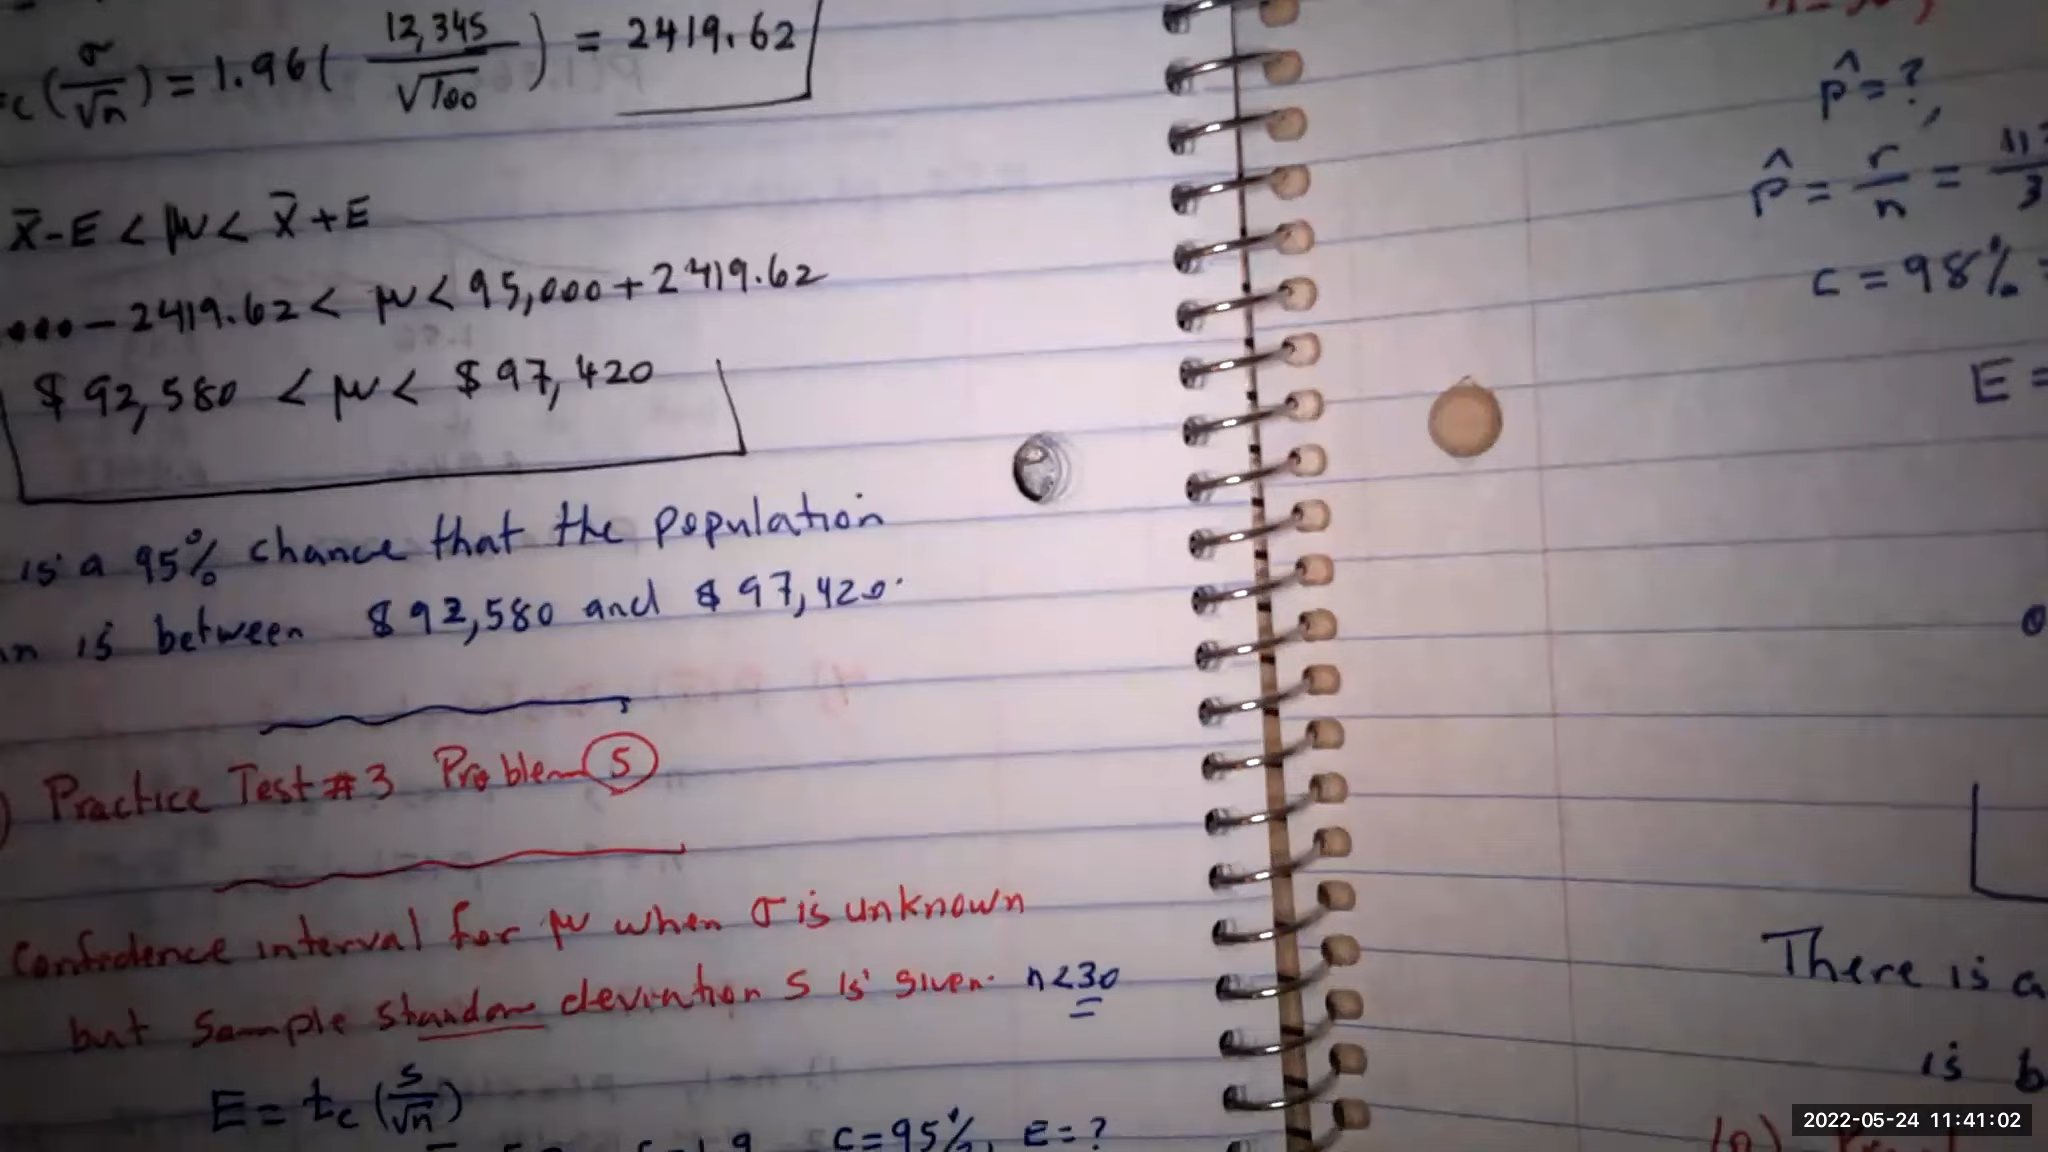 c (σ/√n) = 1.96 ( 12,345/√100 ) = 2419.62
x̄ - E < μ < x̄ + E
000 - 2419.62 < μ < 95,000 + 2419.62
$ 92,580 < μ < $ 97,420
is a 95% chance that the population
n is between $ 92,580 and $ 97,420.
) Practice Test # 3 Problem 5
Confidence interval for μ when σ is unknown
but Sample standar deviation S is given. n < 30
E = tc (s/√n)
c = 95%, E = ?
p̂ = ?,
p̂ = r/n =
c = 98% =
E =
There is a
is b
2022-05-24 11:41:02